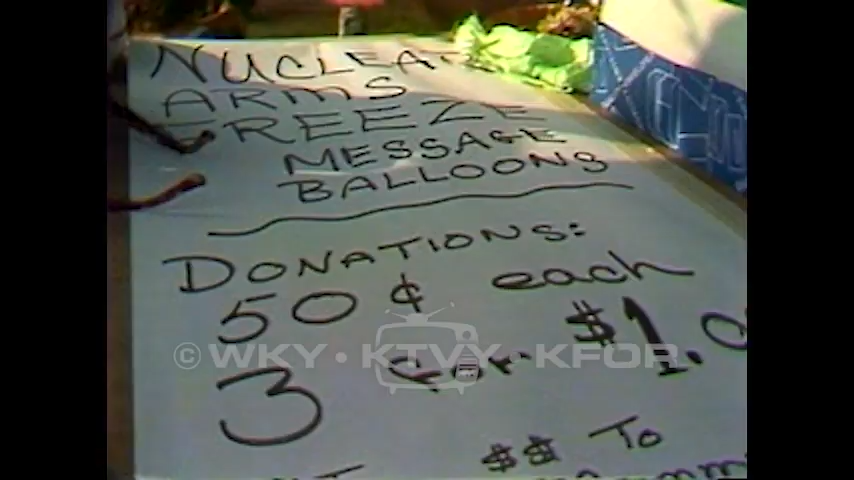 NUCLEAR
ARMS
FREEZE
MESSAGE
BALLOONS
DONATIONS:
50 ¢ each
3 for $1.0
© WKY • KTVY • KFOR
$$ To